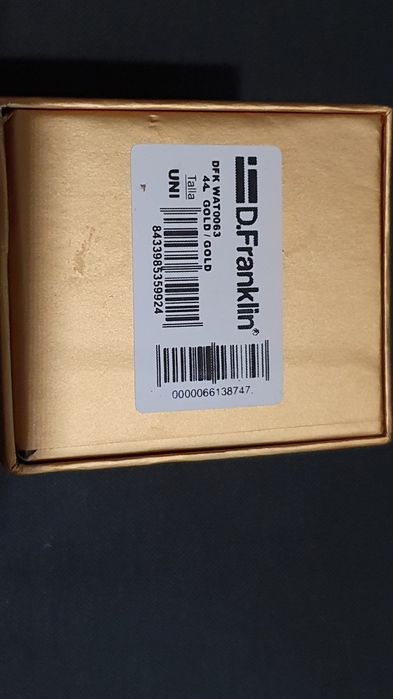 D.Franklin®
DFK WAT0063
44. GOLD / GOLD
Talla
UNI
8433985359924
0000066138747.